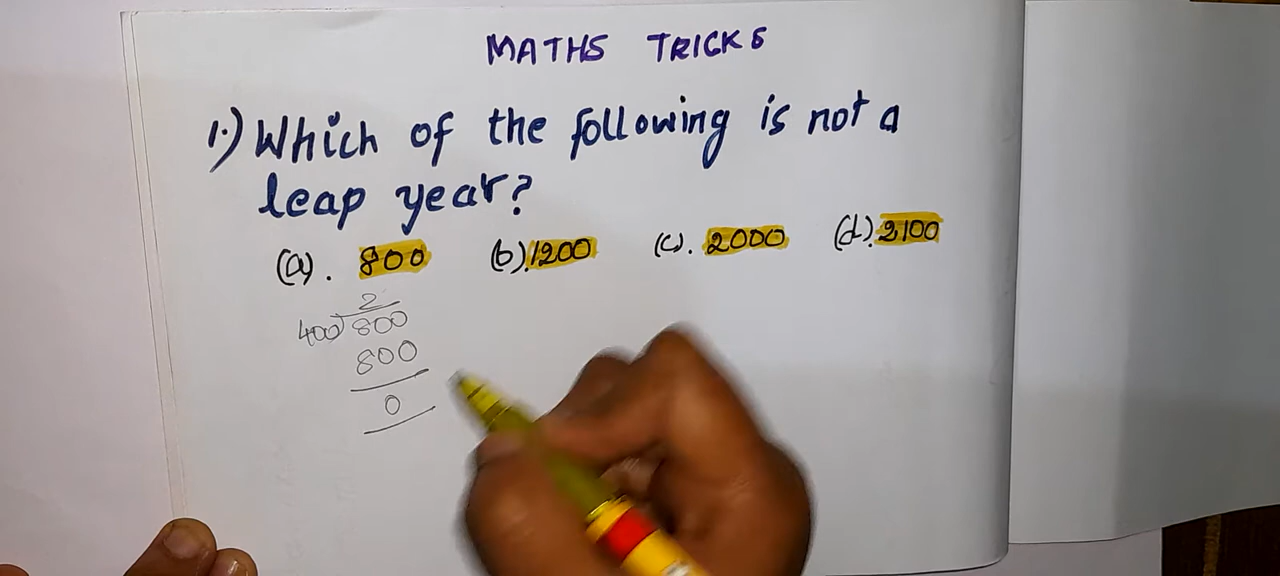 MATHS TRICKS
1.) Which of the following is not a
leap year?
(a). 800 (b). 1200 (c). 2000 (d). 2100
2
400)800
800
0